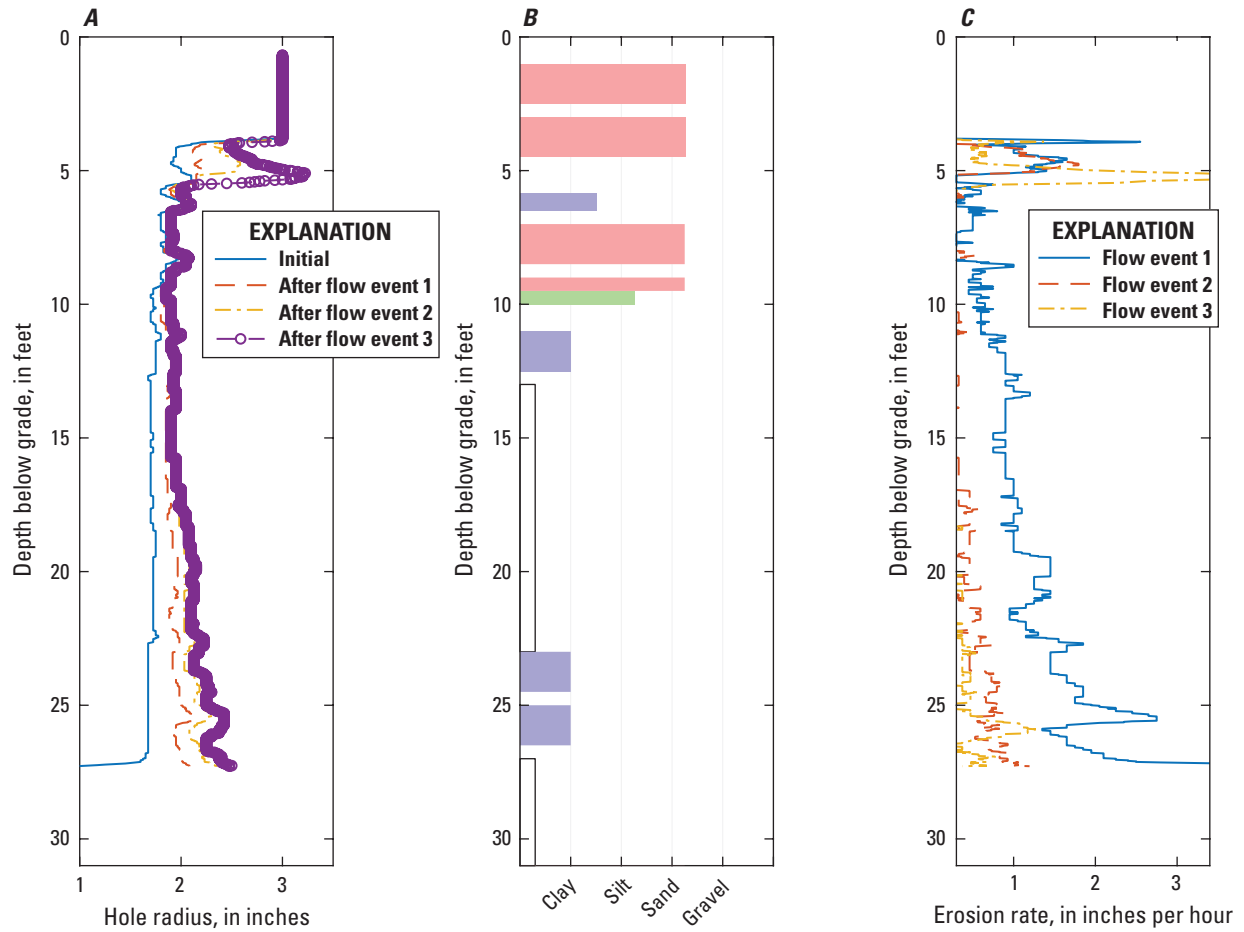 A
0
5
10
15
20
25
30
Depth below grade, in feet
EXPLANATION
Initial
After flow event 1
After flow event 2
After flow event 3
1
2
3
Hole radius, in inches
B
0
5
10
15
20
25
30
Depth below grade, in feet
Clay
Silt
Sand
Gravel
C
0
5
10
15
20
25
30
Depth below grade, in feet
EXPLANATION
Flow event 1
Flow event 2
Flow event 3
1
2
3
Erosion rate, in inches per hour